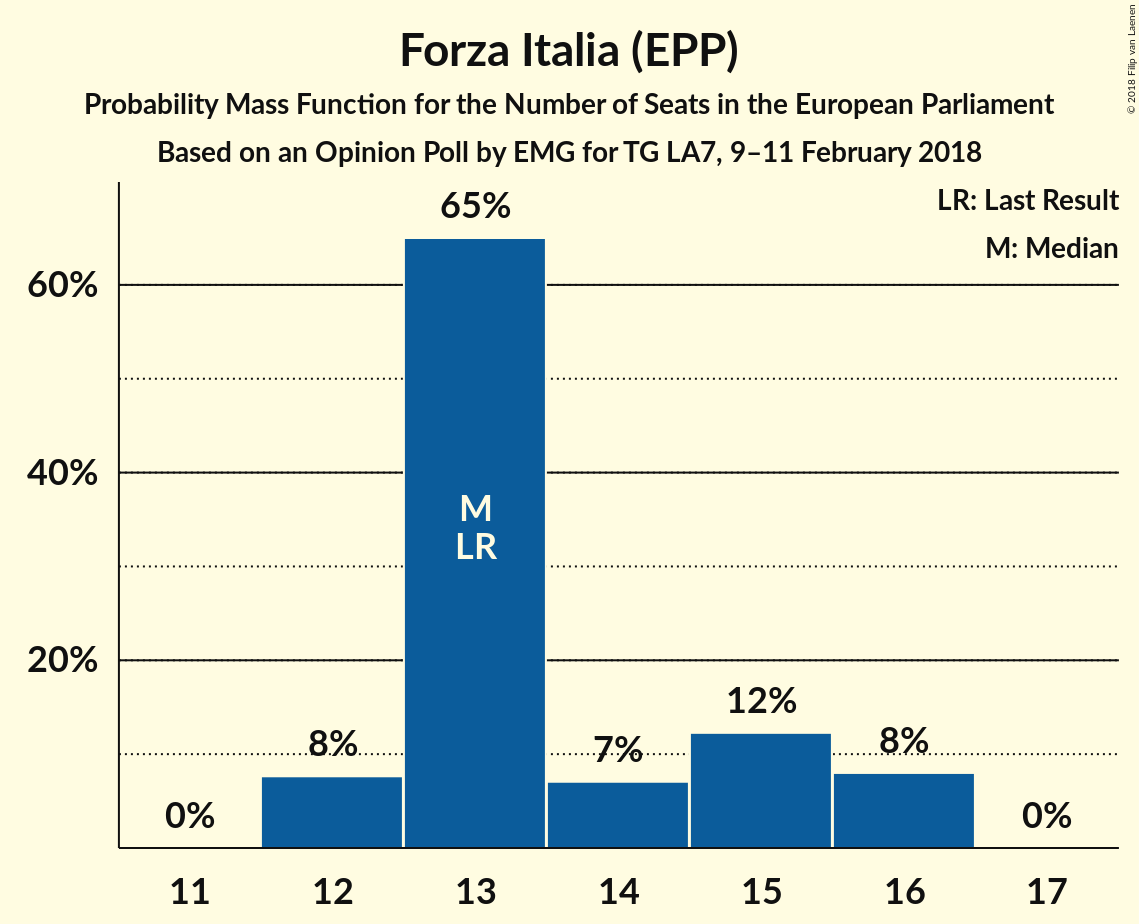 Forza Italia (EPP)
Probability Mass Function for the Number of Seats in the European Parliament
Based on an Opinion Poll by EMG for TG LA7, 9–11 February 2018
© 2018 Filip van Laenen
LR: Last Result
M: Median
65%
60%
40%
M
LR
20%
12%
8%
7%
8%
0%
0%
11 12 13 14 15 16 17